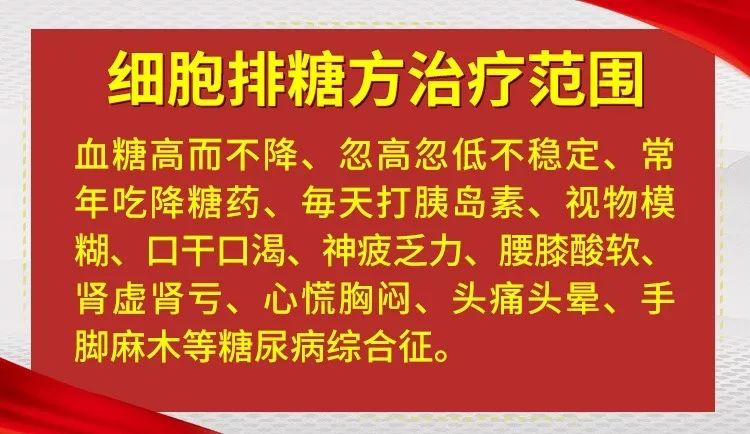 细胞排糖方治疗范围
血糖高而不降、忽高忽低不稳定、常
年吃降糖药、每天打胰岛素、视物模
糊、口干口渴、神疲乏力、腰膝酸软、
肾虚肾亏、心慌胸闷、头痛头晕、手
脚麻木等糖尿病综合征。